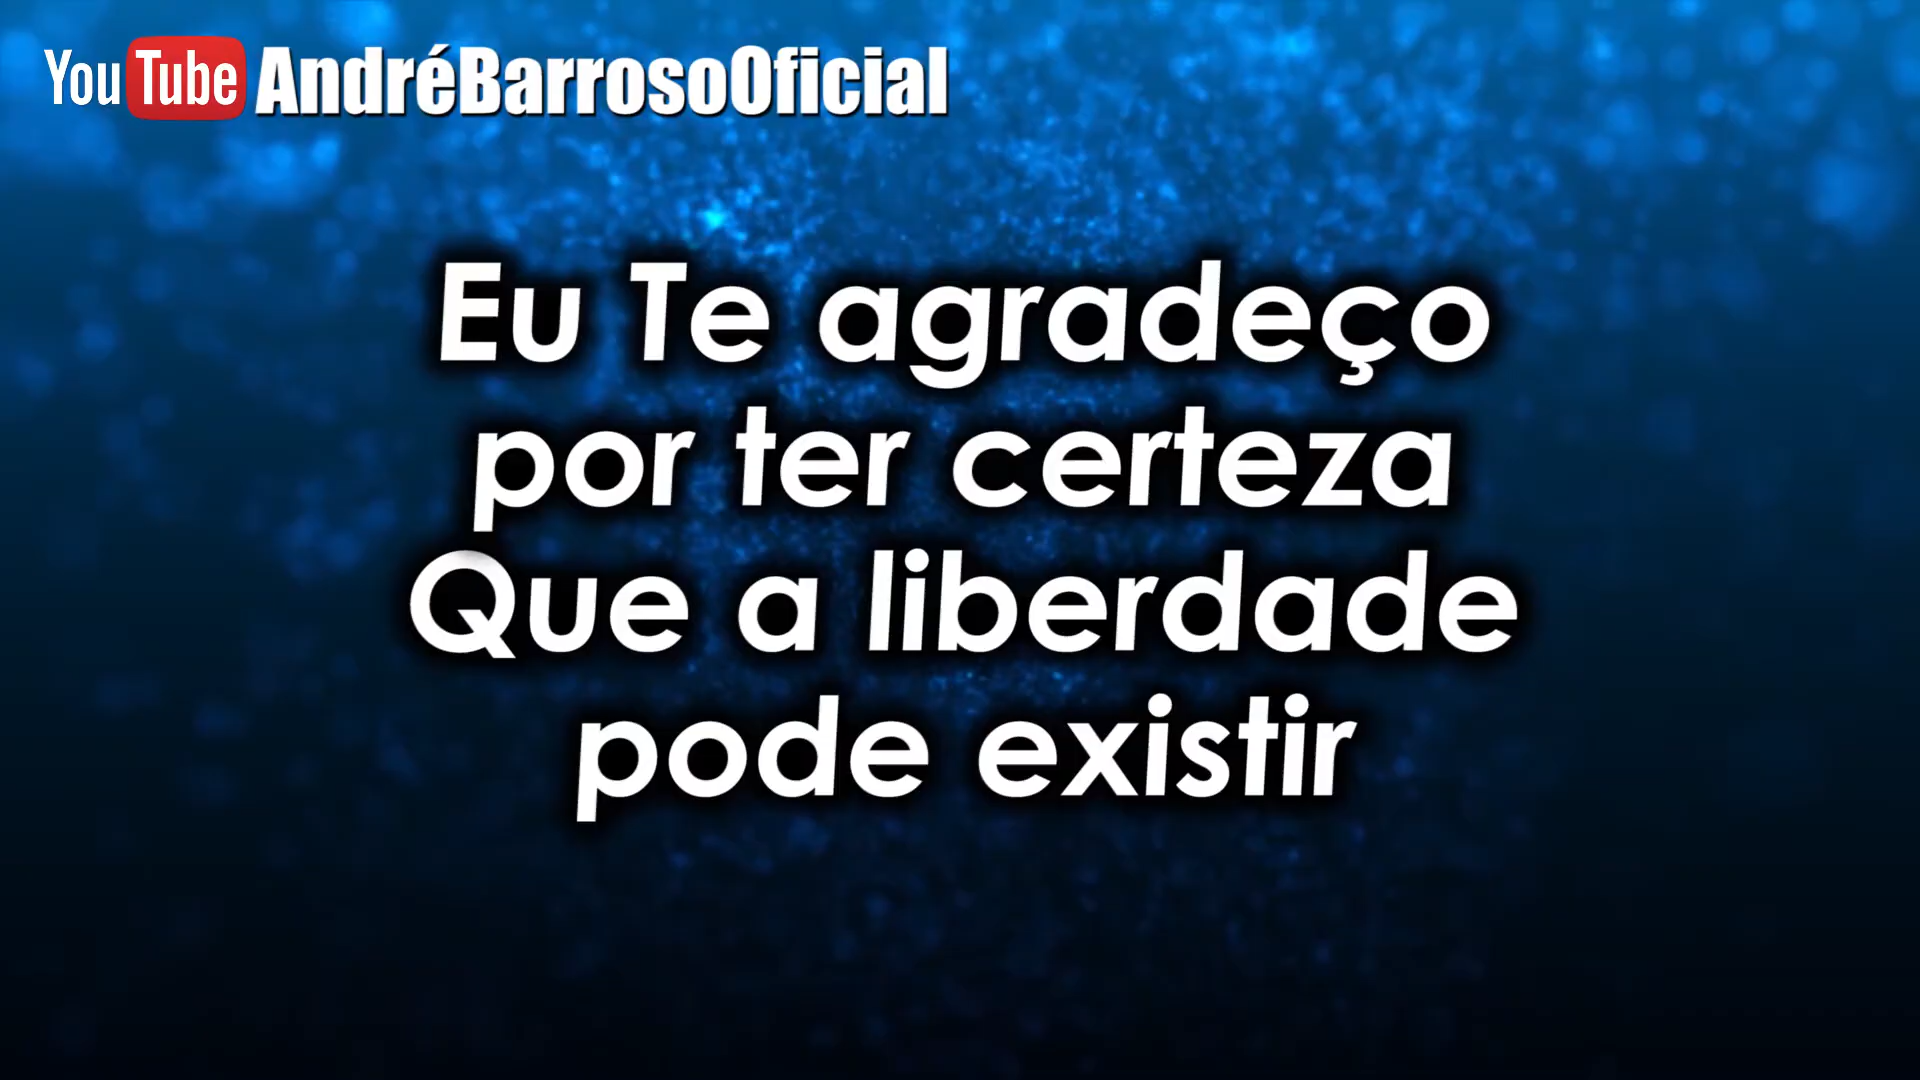 YouTube AndréBarrosoOficial
Eu Te agradeço
por ter certeza
Que a liberdade
pode existir